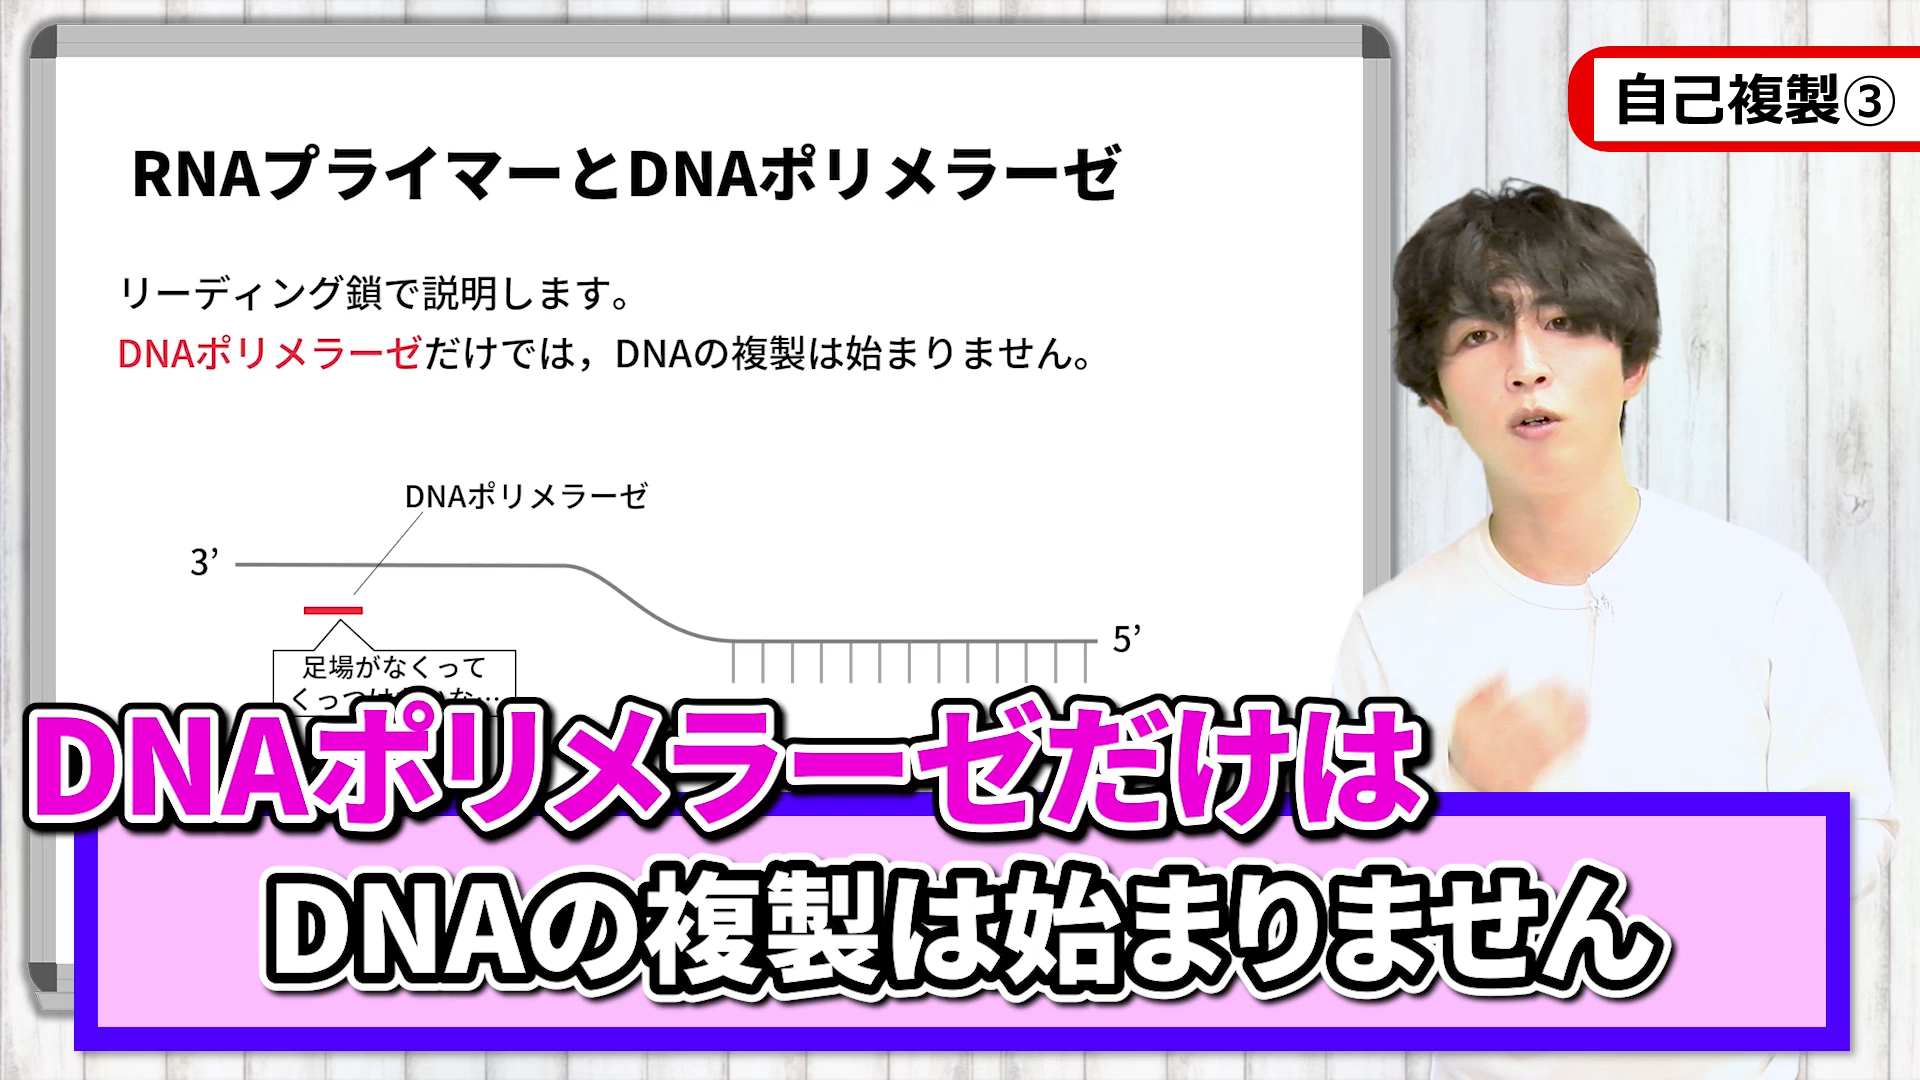 自己複製③
RNAプライマーとDNAポリメラーゼ
リーディング鎖で説明します。
DNAポリメラーゼだけでは，DNAの複製は始まりません。
DNAポリメラーゼ
3’
5’
足場がなくって
DNAポリメラーゼだけは
DNAの複製は始まりません